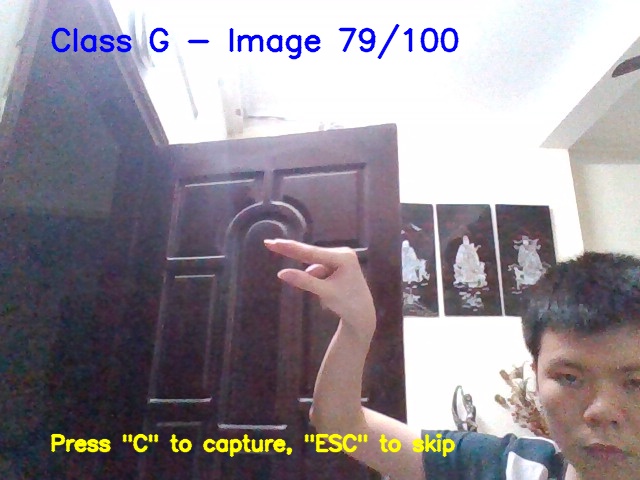 Class G - Image 79/100
Press "C" to capture, "ESC" to skip